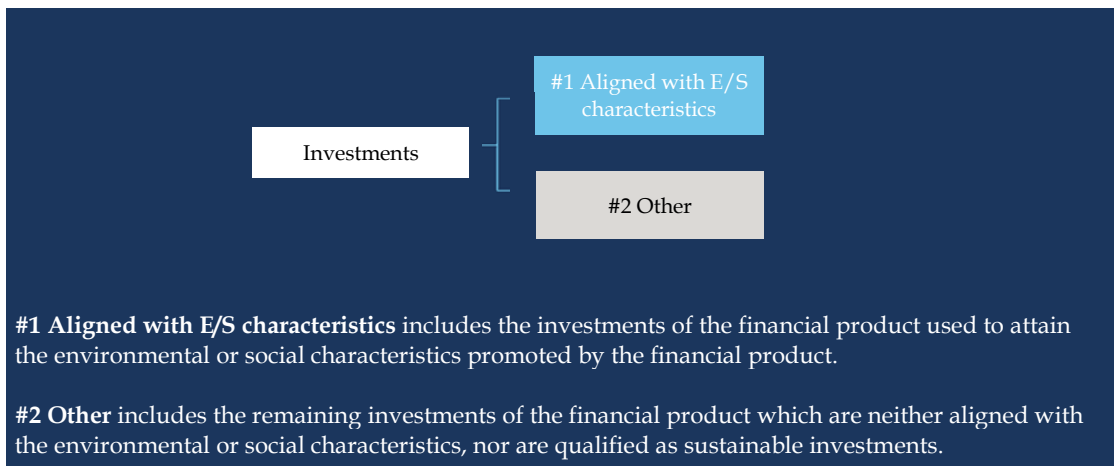 #1 Aligned with E/S
characteristics
Investments
#2 Other
#1 Aligned with E/S characteristics includes the investments of the financial product used to attain
the environmental or social characteristics promoted by the financial product.
#2 Other includes the remaining investments of the financial product which are neither aligned with
the environmental or social characteristics, nor are qualified as sustainable investments.